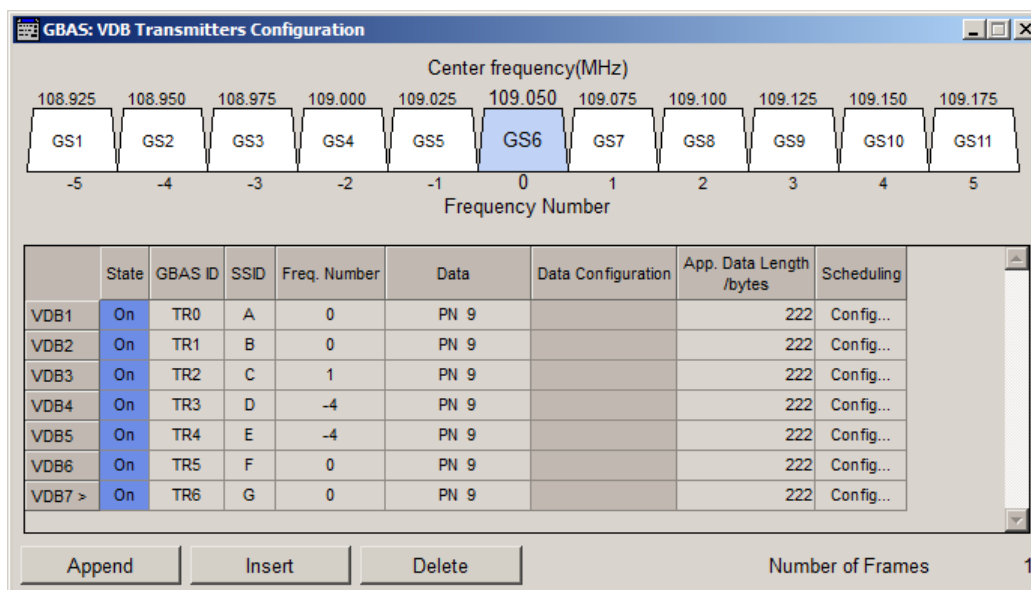 GBAS: VDB Transmitters Configuration
Center frequency(MHz)
108.925 108.950 108.975 109.000 109.025 109.050 109.075 109.100 109.125 109.150 109.175
GS1 GS2 GS3 GS4 GS5 GS6 GS7 GS8 GS9 GS10 GS11
-5 -4 -3 -2 -1 0 1 2 3 4 5
Frequency Number
State GBAS ID SSID Freq. Number Data Data Configuration App. Data Length /bytes Scheduling
VDB1 On TR0 A 0 PN 9 222 Config...
VDB2 On TR1 B 0 PN 9 222 Config...
VDB3 On TR2 C 1 PN 9 222 Config...
VDB4 On TR3 D -4 PN 9 222 Config...
VDB5 On TR4 E -4 PN 9 222 Config...
VDB6 On TR5 F 0 PN 9 222 Config...
VDB7 > On TR6 G 0 PN 9 222 Config...
Append Insert Delete Number of Frames 1